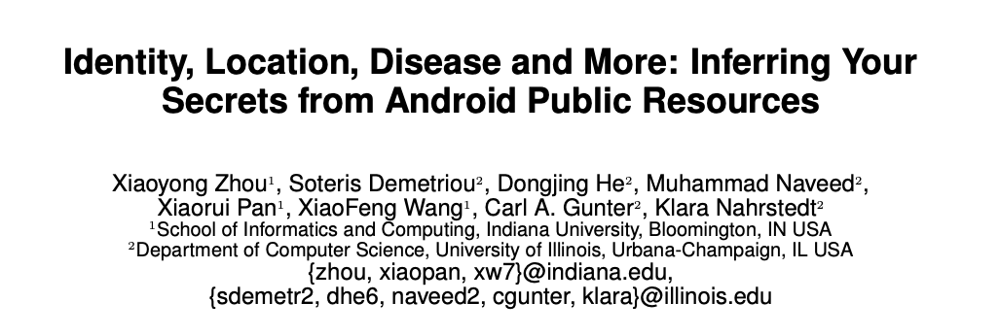 Identity, Location, Disease and More: Inferring Your
Secrets from Android Public Resources
Xiaoyong Zhou¹, Soteris Demetriou², Dongjing He², Muhammad Naveed²,
Xiaorui Pan¹, XiaoFeng Wang¹, Carl A. Gunter², Klara Nahrstedt²
¹School of Informatics and Computing, Indiana University, Bloomington, IN USA
²Department of Computer Science, University of Illinois, Urbana-Champaign, IL USA
{zhou, xiaopan, xw7}@indiana.edu,
{sdemetr2, dhe6, naveed2, cgunter, klara}@illinois.edu